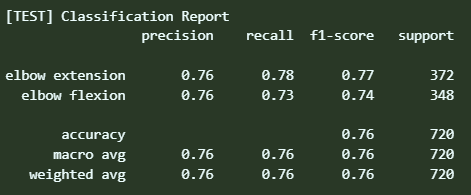 [TEST] Classification Report
precision recall f1-score support
elbow extension 0.76 0.78 0.77 372
elbow flexion 0.76 0.73 0.74 348
accuracy 0.76 720
macro avg 0.76 0.76 0.76 720
weighted avg 0.76 0.76 0.76 720